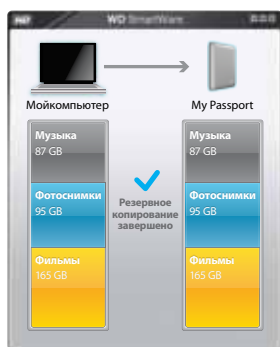 WD SmartWare
Мойкомпьютер
My Passport
Музыка
87 GB
Музыка
87 GB
Фотоснимки
95 GB
Резервное
копирование
завершено
Фотоснимки
95 GB
Фильмы
165 GB
Фильмы
165 GB